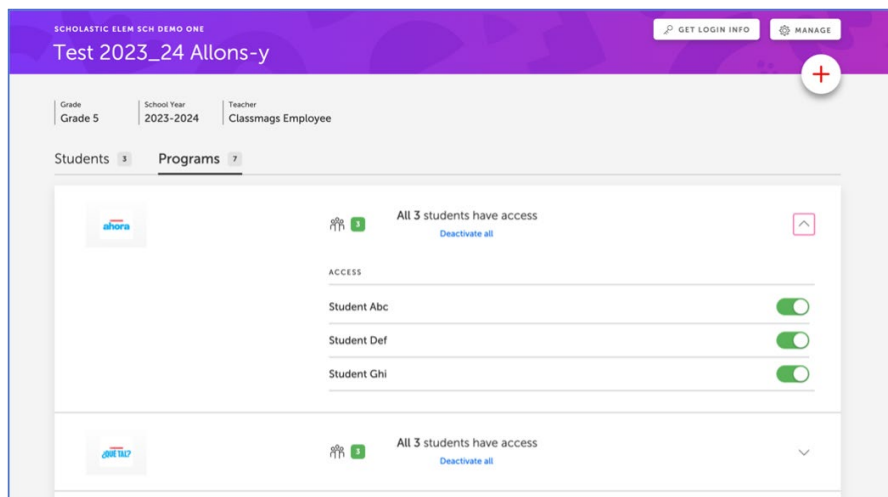 SCHOLASTIC ELEM SCH DEMO ONE
Test 2023_24 Allons-y
GET LOGIN INFO
MANAGE
Grade
Grade 5
School Year
2023-2024
Teacher
Classmags Employee
Students 3
Programs 7
ahora
3
All 3 students have access
Deactivate all
ACCESS
Student Abc
Student Def
Student Ghi
¿QUÉ TAL?
3
All 3 students have access
Deactivate all